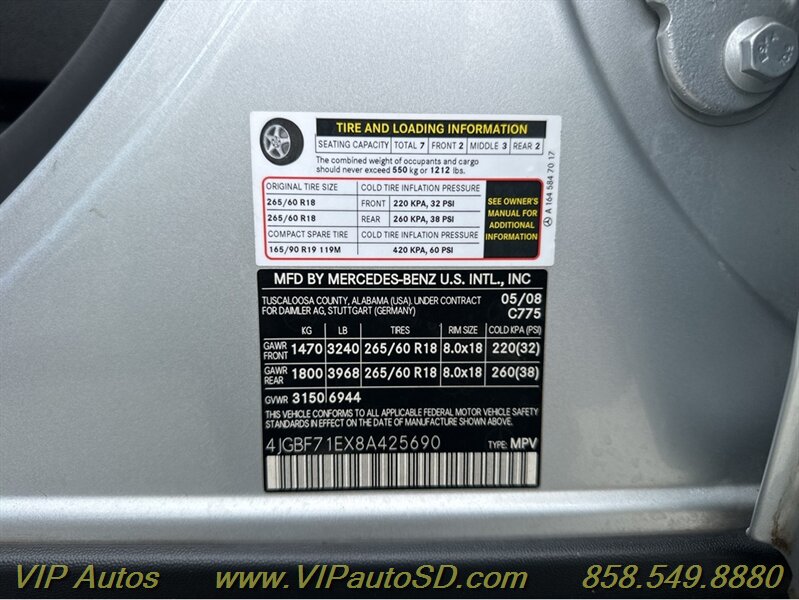 TIRE AND LOADING INFORMATION
SEATING CAPACITY TOTAL 7 FRONT 2 MIDDLE 3 REAR 2
The combined weight of occupants and cargo
should never exceed 550 kg or 1212 lbs.
ORIGINAL TIRE SIZE COLD TIRE INFLATION PRESSURE
265/60 R18 FRONT 220 KPA, 32 PSI
265/60 R18 REAR 260 KPA, 38 PSI
COMPACT SPARE TIRE COLD TIRE INFLATION PRESSURE
165/90 R19 119M 420 KPA, 60 PSI
SEE OWNER'S
MANUAL FOR
ADDITIONAL
INFORMATION
A 164 584 70 17
MFD BY MERCEDES-BENZ U.S. INTL., INC
TUSCALOOSA COUNTY, ALABAMA (USA). UNDER CONTRACT 05/08
FOR DAIMLER AG, STUTTGART (GERMANY) C775
KG LB TIRES RIM SIZE COLD KPA (PSI)
GAWR FRONT 1470 3240 265/60 R18 8.0x18 220(32)
GAWR REAR 1800 3968 265/60 R18 8.0x18 260(38)
GVWR 3150 6944
THIS VEHICLE CONFORMS TO ALL APPLICABLE FEDERAL MOTOR VEHICLE SAFETY
STANDARDS IN EFFECT ON THE DATE OF MANUFACTURE SHOWN ABOVE.
4JGBF71EX8A425690 TYPE: MPV
VIP Autos www.VIPautoSD.com 858.549.8880